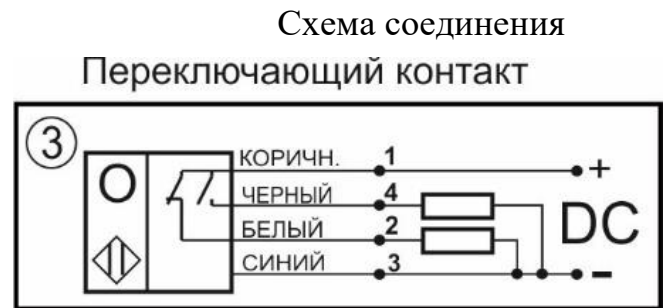 Схема соединения
Переключающий контакт
3
О
КОРИЧН. 1 +
ЧЕРНЫЙ 4
БЕЛЫЙ 2
DC
СИНИЙ 3 -